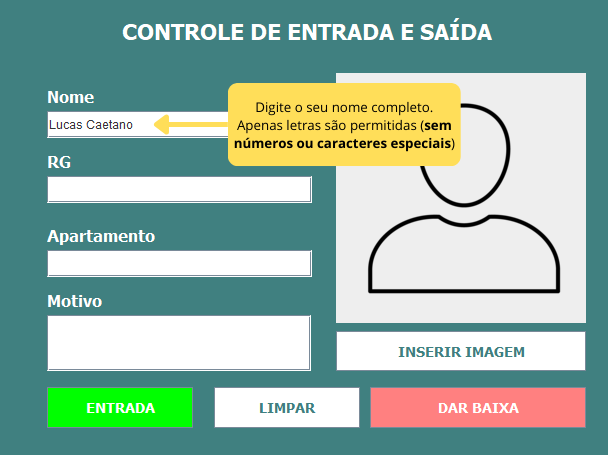 CONTROLE DE ENTRADA E SAÍDA
Nome
Lucas Caetano
Digite o seu nome completo.
Apenas letras são permitidas (sem
números ou caracteres especiais)
RG
Apartamento
Motivo
INSERIR IMAGEM
ENTRADA
LIMPAR
DAR BAIXA